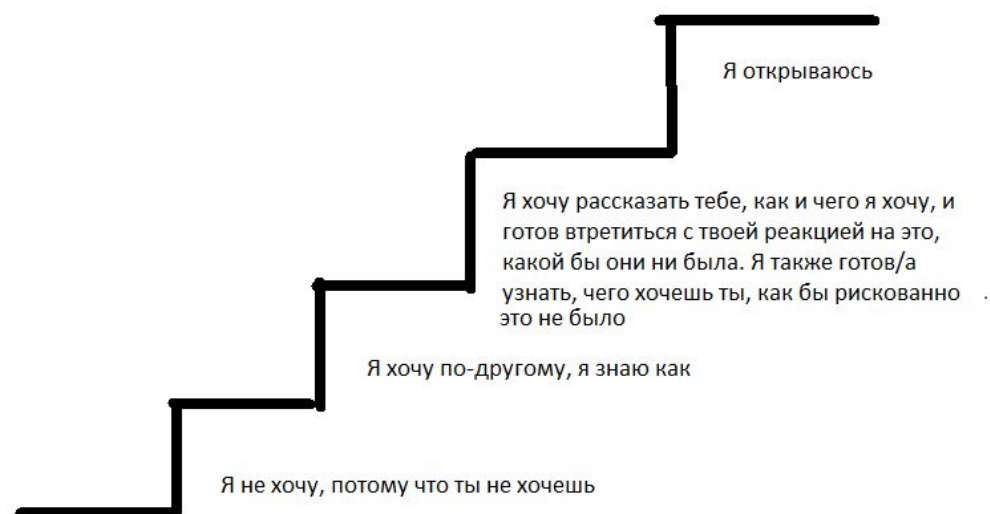 Я открываюсь
Я хочу рассказать тебе, как и чего я хочу, и
готов втретиться с твоей реакцией на это,
какой бы они ни была. Я также готов/а
узнать, чего хочешь ты, как бы рискованно .
это не было
Я хочу по-другому, я знаю как
Я не хочу, потому что ты не хочешь